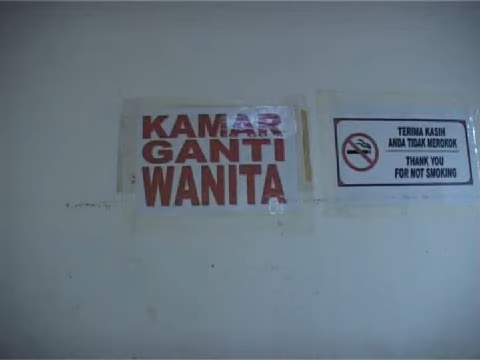 KAMAR
GANTI
WANITA
TERIMA KASIH
ANDA TIDAK MEROKOK
THANK YOU
FOR NOT SMOKING